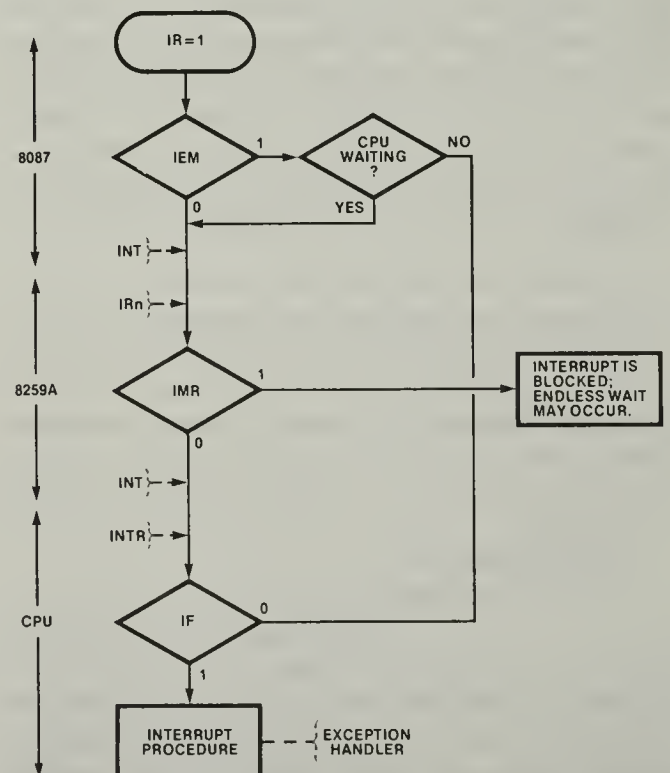 IR=1
8087
IEM
1
CPU
WAITING
?
NO
0
YES
INT
IRn
8259A
IMR
1
INTERRUPT IS
BLOCKED;
ENDLESS WAIT
MAY OCCUR.
0
INT
INTR
CPU
IF
0
1
INTERRUPT
PROCEDURE
EXCEPTION
HANDLER